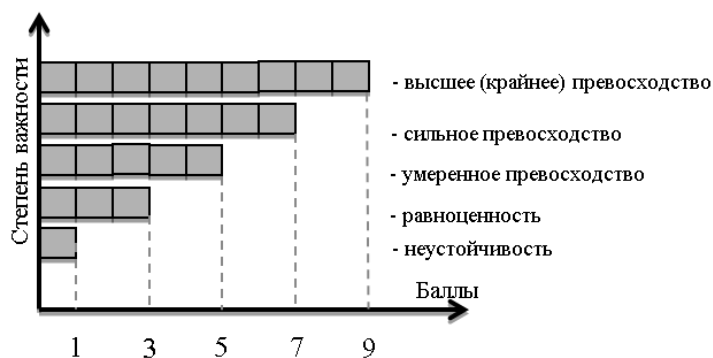 Степень важности
- высшее (крайнее) превосходство
- сильное превосходство
- умеренное превосходство
- равноценность
- неустойчивость
Баллы
1 3 5 7 9